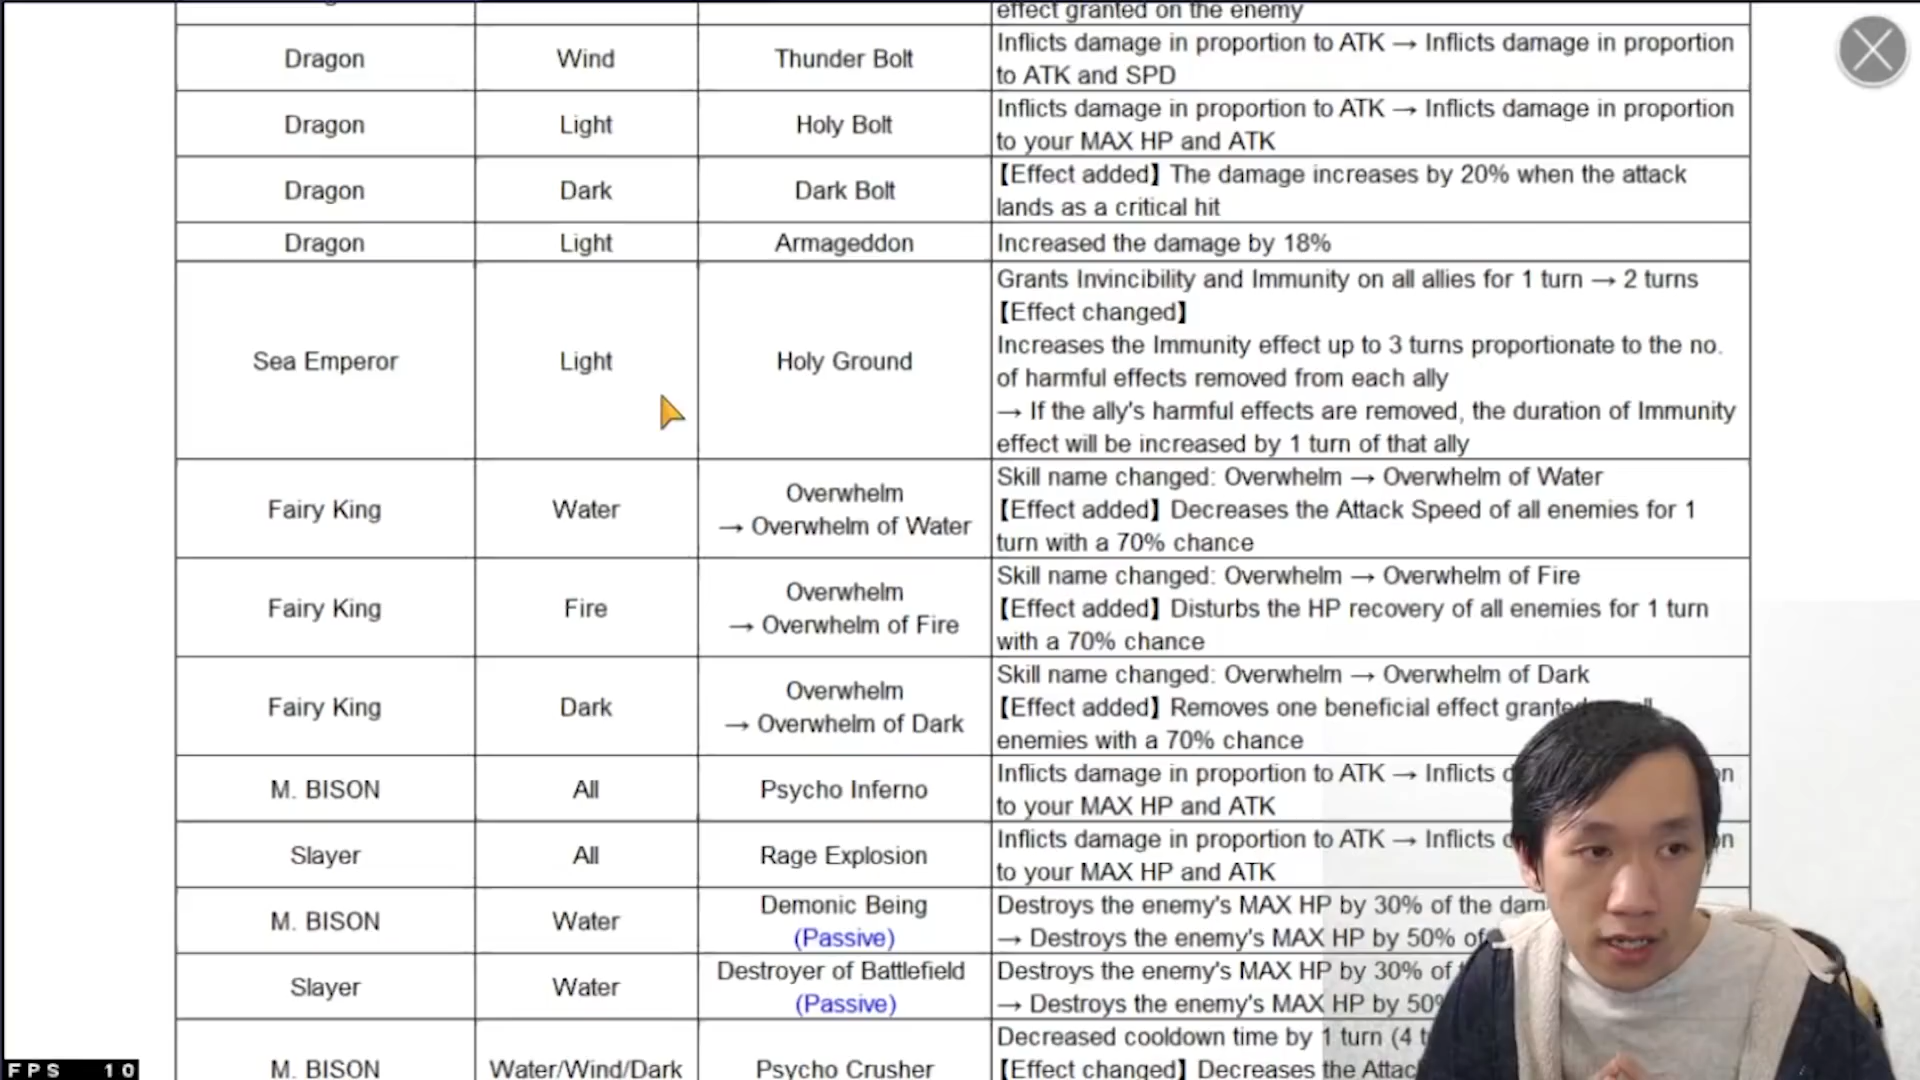 effect granted on the enemy
Dragon Wind Thunder Bolt Inflicts damage in proportion to ATK → Inflicts damage in proportion
to ATK and SPD
Dragon Light Holy Bolt Inflicts damage in proportion to ATK → Inflicts damage in proportion
to your MAX HP and ATK
Dragon Dark Dark Bolt 【Effect added】 The damage increases by 20% when the attack
lands as a critical hit
Dragon Light Armageddon Increased the damage by 18%
Sea Emperor Light Holy Ground Grants Invincibility and Immunity on all allies for 1 turn → 2 turns
【Effect changed】
Increases the Immunity effect up to 3 turns proportionate to the no.
of harmful effects removed from each ally
→ If the ally's harmful effects are removed, the duration of Immunity
effect will be increased by 1 turn of that ally
Fairy King Water Overwhelm
→ Overwhelm of Water
Skill name changed: Overwhelm → Overwhelm of Water
【Effect added】 Decreases the Attack Speed of all enemies for 1
turn with a 70% chance
Fairy King Fire Overwhelm
→ Overwhelm of Fire
Skill name changed: Overwhelm → Overwhelm of Fire
【Effect added】 Disturbs the HP recovery of all enemies for 1 turn
with a 70% chance
Fairy King Dark Overwhelm
→ Overwhelm of Dark
Skill name changed: Overwhelm → Overwhelm of Dark
【Effect added】 Removes one beneficial effect granted
enemies with a 70% chance
M. BISON All Psycho Inferno Inflicts damage in proportion to ATK → Inflicts
to your MAX HP and ATK
Slayer All Rage Explosion Inflicts damage in proportion to ATK → Inflicts
to your MAX HP and ATK
M. BISON Water Demonic Being
(Passive)
Destroys the enemy's MAX HP by 30% of the
→ Destroys the enemy's MAX HP by 50% of
Slayer Water Destroyer of Battlefield
(Passive)
Destroys the enemy's MAX HP by 30% of
→ Destroys the enemy's MAX HP by 50%
M. BISON Water/Wind/Dark Psycho Crusher Decreased cooldown time by 1 turn (4
【Effect changed】 Decreases the
FPS 10